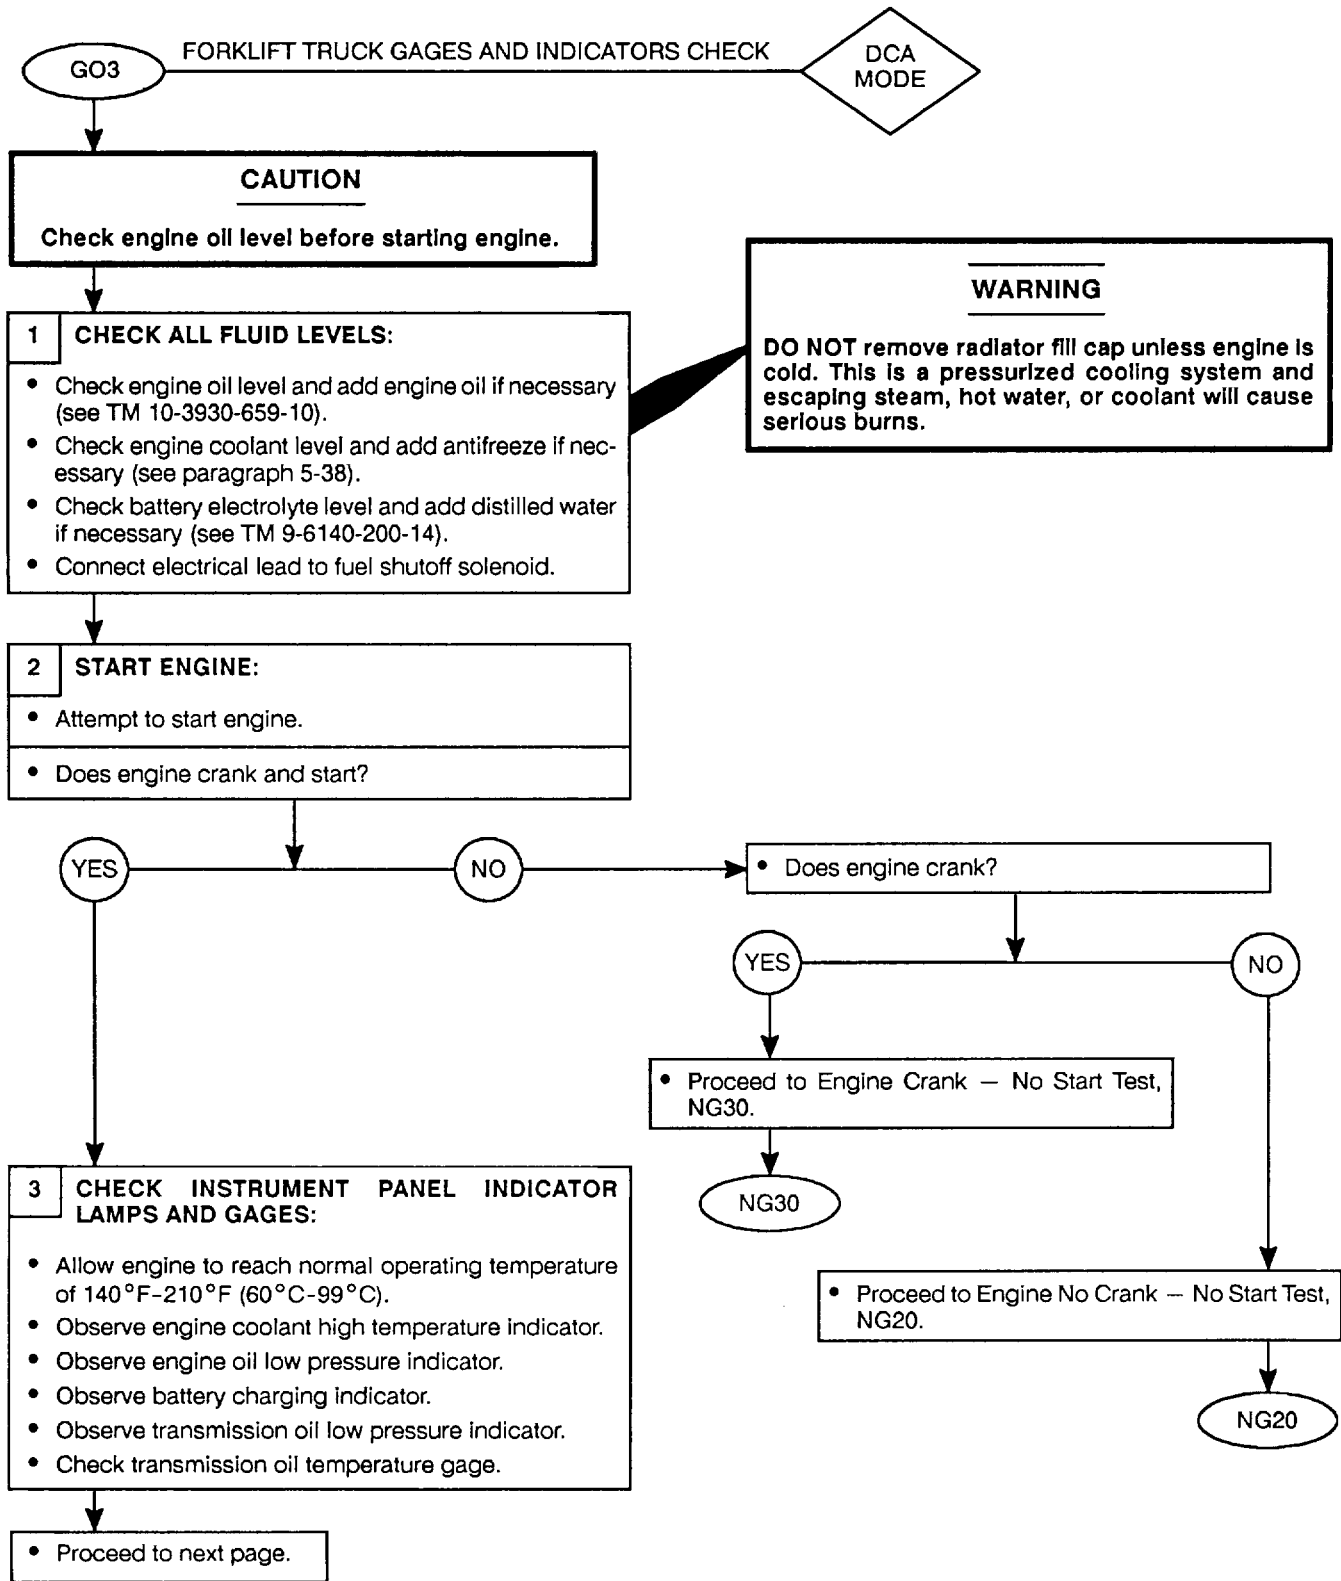 GO3
FORKLIFT TRUCK GAGES AND INDICATORS CHECK
DCA
MODE
CAUTION
Check engine oil level before starting engine.
WARNING
DO NOT remove radiator fill cap unless engine is
cold. This is a pressurized cooling system and
escaping steam, hot water, or coolant will cause
serious burns.
1 CHECK ALL FLUID LEVELS:
• Check engine oil level and add engine oil if necessary
(see TM 10-3930-659-10).
• Check engine coolant level and add antifreeze if nec-
essary (see paragraph 5-38).
• Check battery electrolyte level and add distilled water
if necessary (see TM 9-6140-200-14).
• Connect electrical lead to fuel shutoff solenoid.
2 START ENGINE:
• Attempt to start engine.
• Does engine crank and start?
YES
NO
• Does engine crank?
YES
NO
• Proceed to Engine Crank — No Start Test,
NG30.
NG30
• Proceed to Engine No Crank — No Start Test,
NG20.
NG20
3 CHECK INSTRUMENT PANEL INDICATOR
LAMPS AND GAGES:
• Allow engine to reach normal operating temperature
of 140°F-210°F (60°C-99°C).
• Observe engine coolant high temperature indicator.
• Observe engine oil low pressure indicator.
• Observe battery charging indicator.
• Observe transmission oil low pressure indicator.
• Check transmission oil temperature gage.
• Proceed to next page.